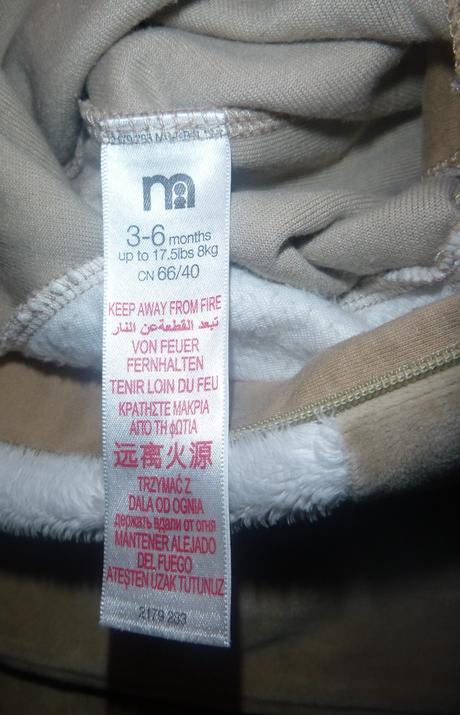 m
3-6 months
up to 17.5lbs 8kg
CN 66/40
KEEP AWAY FROM FIRE
تبعد القطعة عن النار
VON FEUER
FERNHALTEN
TENIR LOIN DU FEU
ΚΡΑΤΗΣΤΕ ΜΑΚΡΙΑ
ΑΠΟ ΤΗ φΩΤΙΑ
远离火源
TRZYMAĆ Z
DALA OD OGNIA
держать вдали от огня
MANTENER ALEJADO
DEL FUEGO
ATEŞTEN UZAK TUTUNUZ
2179 233